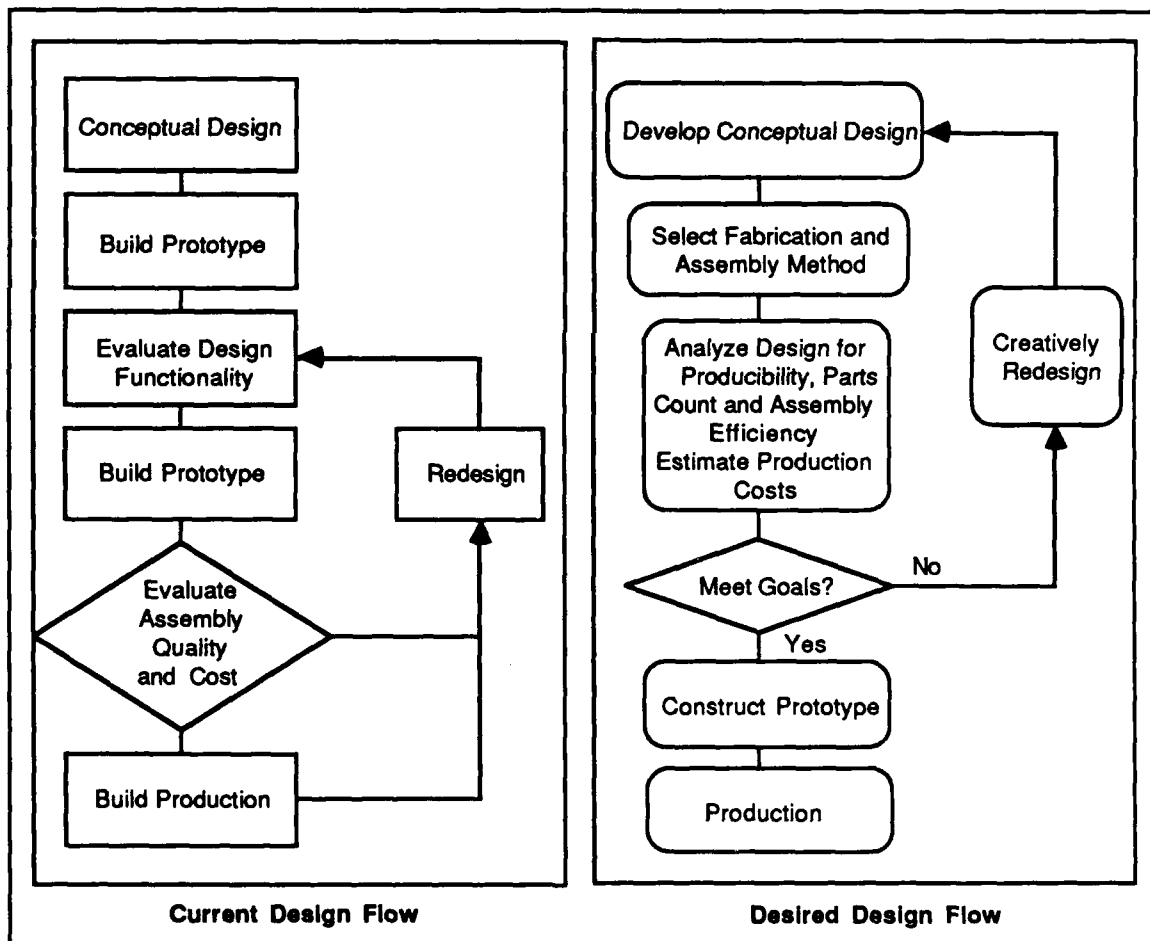 Conceptual Design
Build Prototype
Evaluate Design
Functionality
Build Prototype
Redesign
Evaluate
Assembly
Quality
and Cost
Build Production
Current Design Flow
Develop Conceptual Design
Select Fabrication and
Assembly Method
Analyze Design for
Producibility, Parts
Count and Assembly
Efficiency
Estimate Production
Costs
Creatively
Redesign
Meet Goals?
No
Yes
Construct Prototype
Production
Desired Design Flow